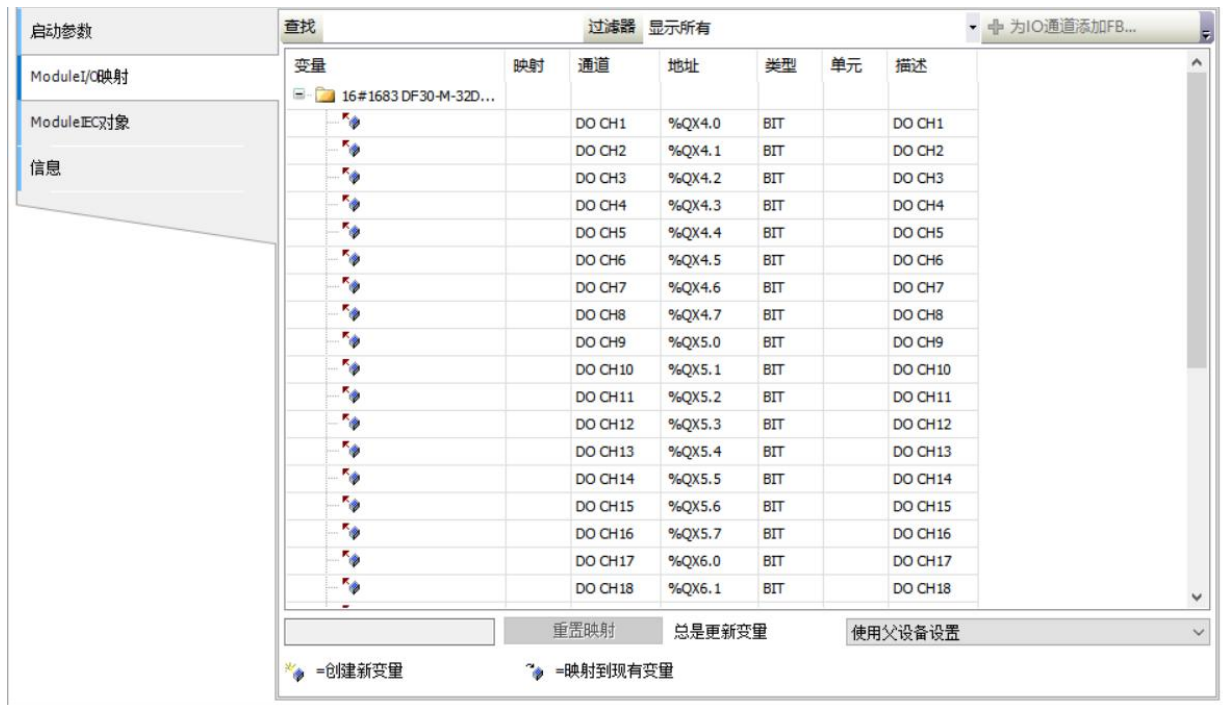 启动参数
ModuleI/O映射
ModuleIEC对象
信息
查找 过滤器 显示所有 为IO通道添加FB...
变量 映射 通道 地址 类型 单元 描述
16#1683 DF30-M-32D...
DO CH1 %QX4.0 BIT DO CH1
DO CH2 %QX4.1 BIT DO CH2
DO CH3 %QX4.2 BIT DO CH3
DO CH4 %QX4.3 BIT DO CH4
DO CH5 %QX4.4 BIT DO CH5
DO CH6 %QX4.5 BIT DO CH6
DO CH7 %QX4.6 BIT DO CH7
DO CH8 %QX4.7 BIT DO CH8
DO CH9 %QX5.0 BIT DO CH9
DO CH10 %QX5.1 BIT DO CH10
DO CH11 %QX5.2 BIT DO CH11
DO CH12 %QX5.3 BIT DO CH12
DO CH13 %QX5.4 BIT DO CH13
DO CH14 %QX5.5 BIT DO CH14
DO CH15 %QX5.6 BIT DO CH15
DO CH16 %QX5.7 BIT DO CH16
DO CH17 %QX6.0 BIT DO CH17
DO CH18 %QX6.1 BIT DO CH18
重置映射 总是更新变量 使用父设备设置
=创建新变量 =映射到现有变量